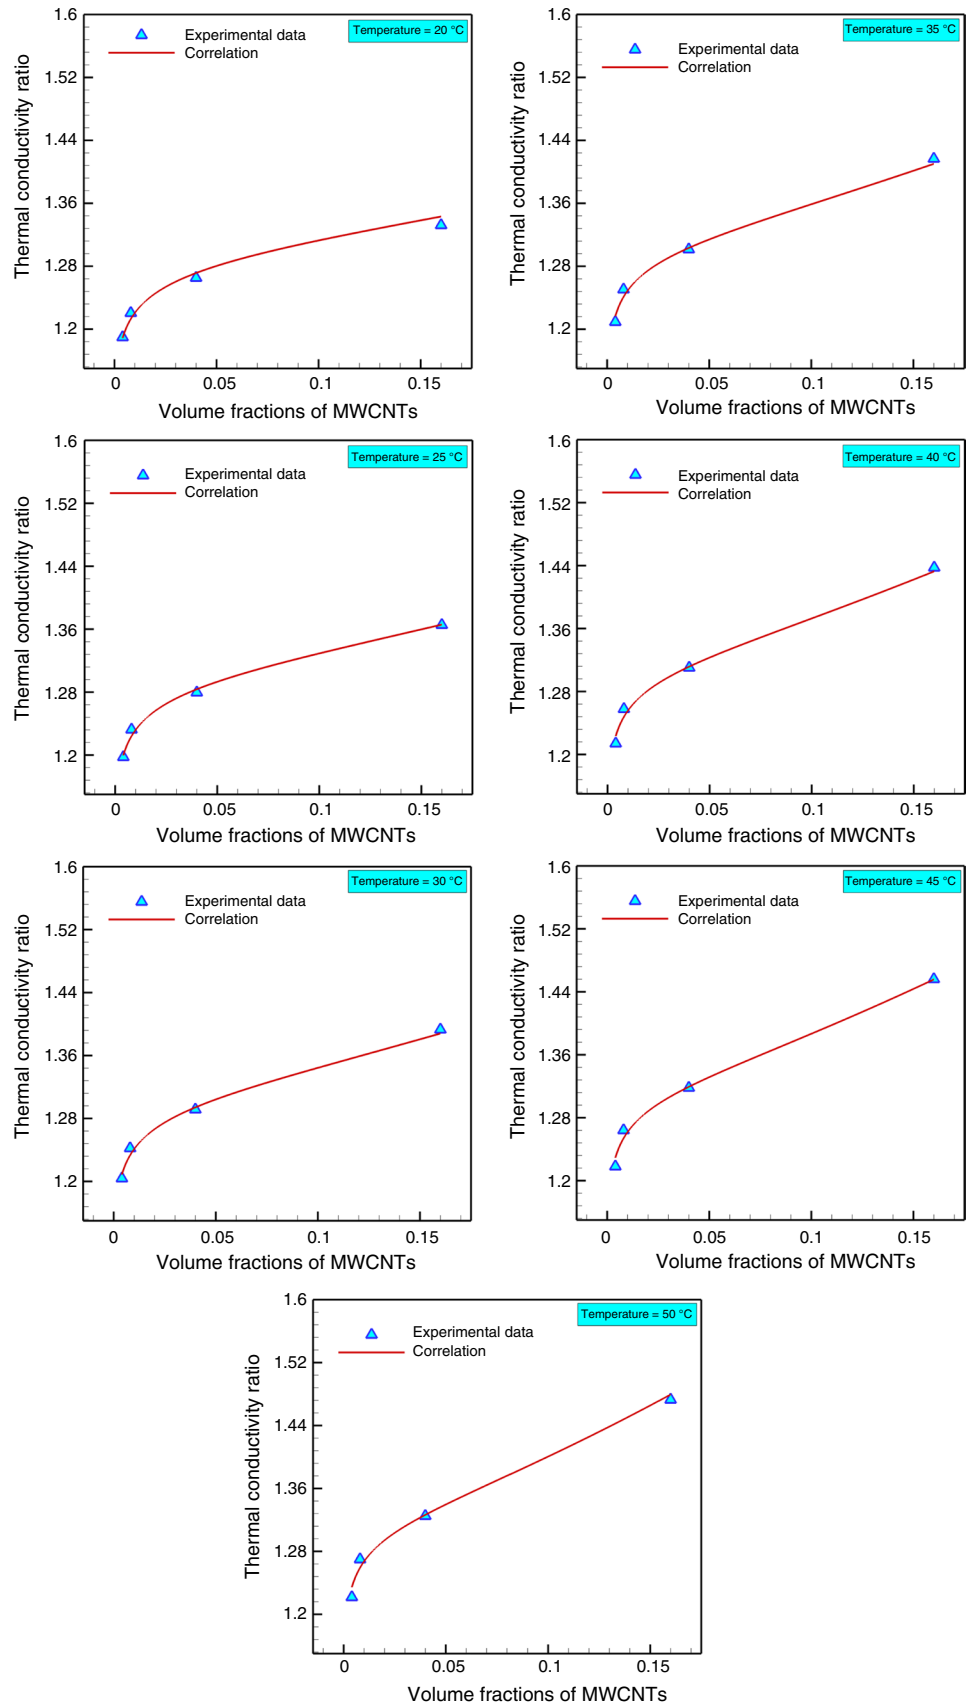 1.6
1.52
1.44
1.36
1.28
1.2
Thermal conductivity ratio
Experimental data
Correlation
Temperature = 20 °C
0 0.05 0.1 0.15
Volume fractions of MWCNTs
1.6
1.52
1.44
1.36
1.28
1.2
Thermal conductivity ratio
Experimental data
Correlation
Temperature = 35 °C
0 0.05 0.1 0.15
Volume fractions of MWCNTs
1.6
1.52
1.44
1.36
1.28
1.2
Thermal conductivity ratio
Experimental data
Correlation
Temperature = 25 °C
0 0.05 0.1 0.15
Volume fractions of MWCNTs
1.6
1.52
1.44
1.36
1.28
1.2
Thermal conductivity ratio
Experimental data
Correlation
Temperature = 40 °C
0 0.05 0.1 0.15
Volume fractions of MWCNTs
1.6
1.52
1.44
1.36
1.28
1.2
Thermal conductivity ratio
Experimental data
Correlation
Temperature = 30 °C
0 0.05 0.1 0.15
Volume fractions of MWCNTs
1.6
1.52
1.44
1.36
1.28
1.2
Thermal conductivity ratio
Experimental data
Correlation
Temperature = 45 °C
0 0.05 0.1 0.15
Volume fractions of MWCNTs
1.6
1.52
1.44
1.36
1.28
1.2
Thermal conductivity ratio
Experimental data
Correlation
Temperature = 50 °C
0 0.05 0.1 0.15
Volume fractions of MWCNTs